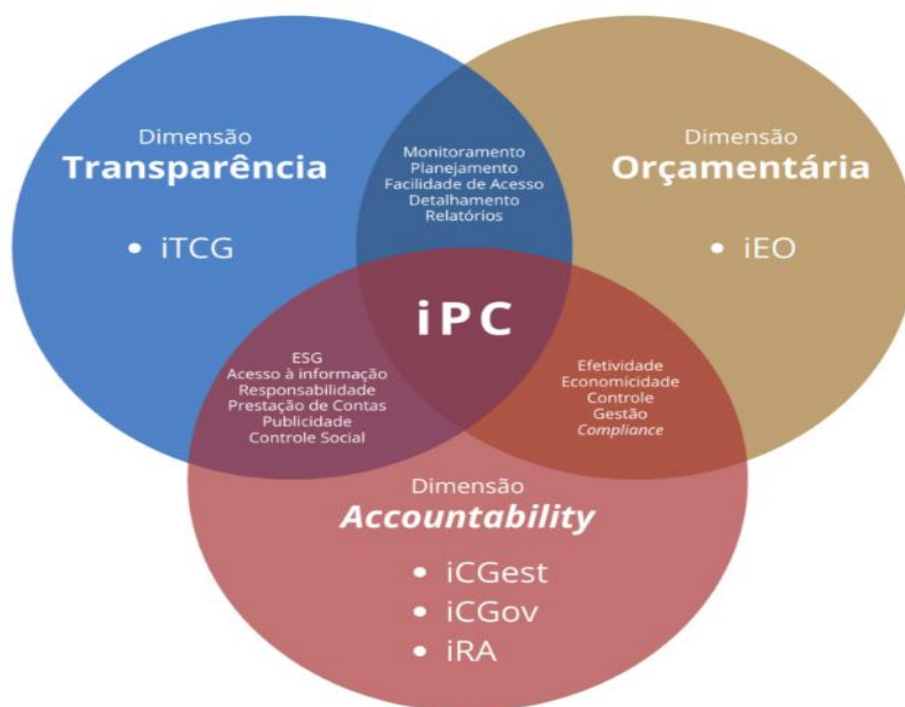 Dimensão
Transparência
• iTCG
Monitoramento
Planejamento
Facilidade de Acesso
Detalhamento
Relatórios
Dimensão
Orçamentária
• iEO
iPC
ESG
Acesso à informação
Responsabilidade
Prestação de Contas
Publicidade
Controle Social
Efetividade
Economicidade
Controle
Gestão
Compliance
Dimensão
Accountability
• iCGest
• iCGov
• iRA